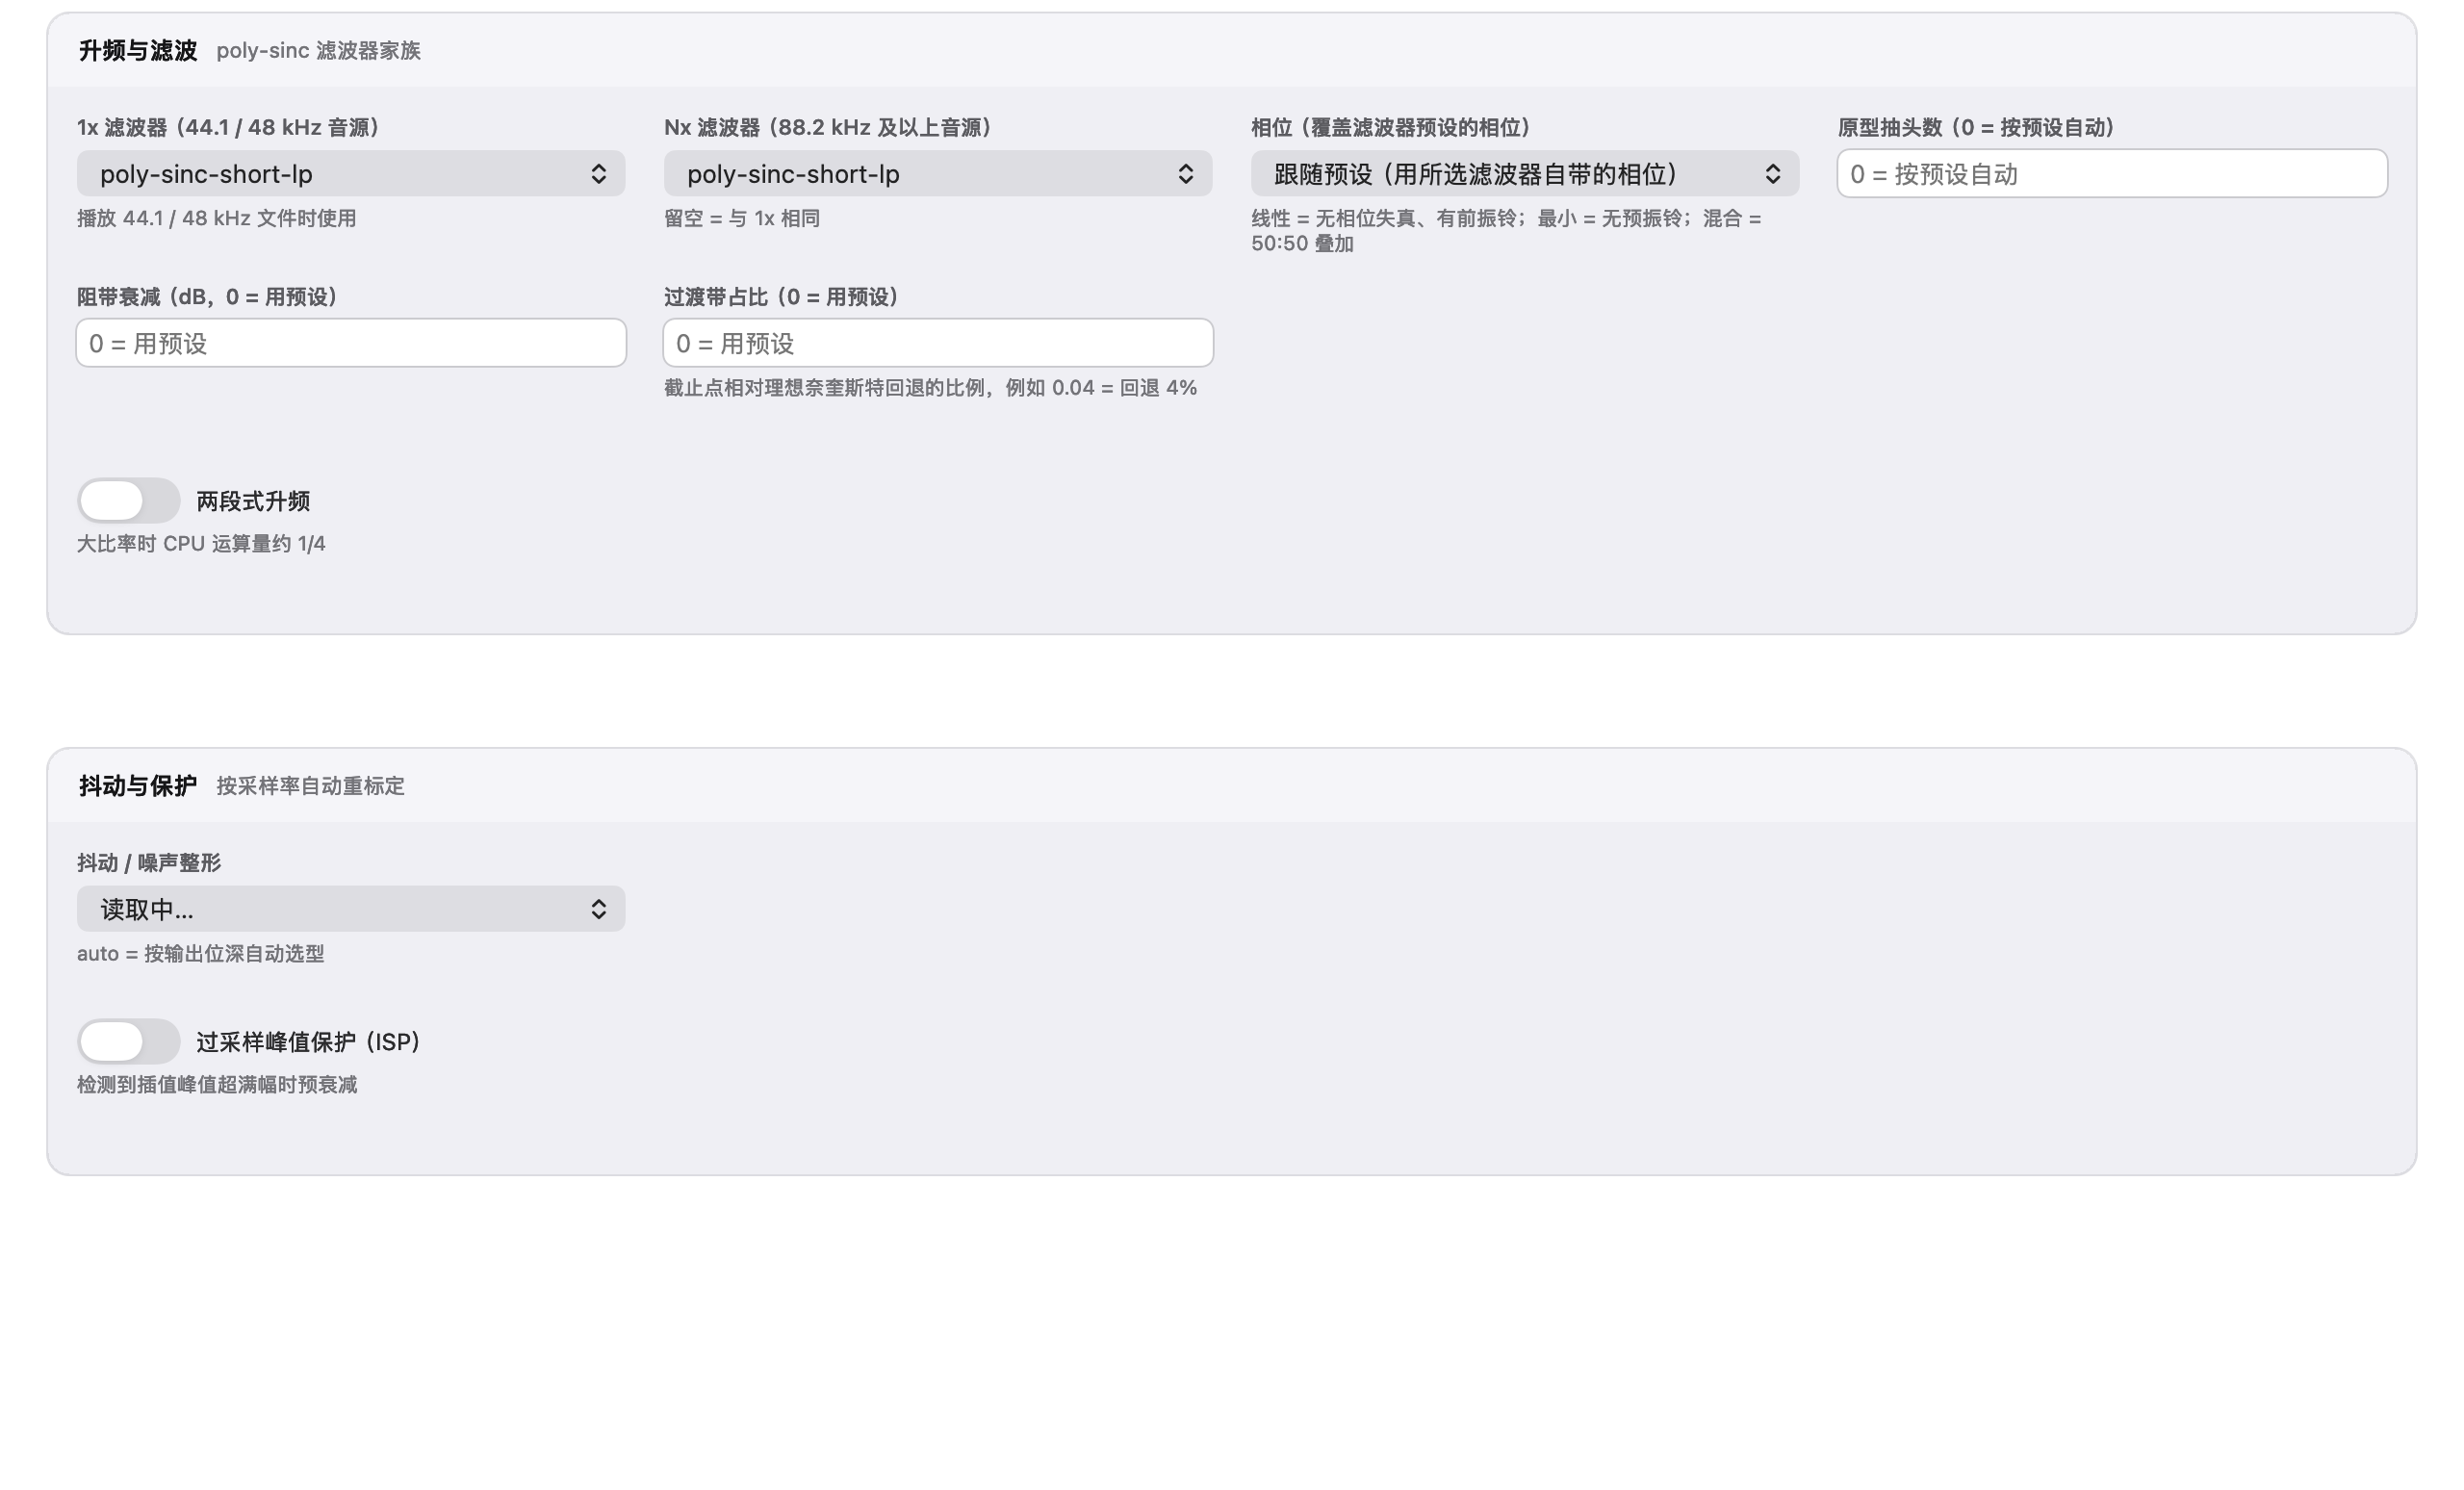 升频与滤波 poly-sinc 滤波器家族
1x 滤波器（44.1 / 48 kHz 音源）
poly-sinc-short-lp
播放 44.1 / 48 kHz 文件时使用
Nx 滤波器（88.2 kHz 及以上音源）
poly-sinc-short-lp
留空 = 与 1x 相同
相位（覆盖滤波器预设的相位）
跟随预设（用所选滤波器自带的相位）
线性 = 无相位失真、有前振铃；最小 = 无预振铃；混合 =
50:50 叠加
原型抽头数（0 = 按预设自动）
0 = 按预设自动
阻带衰减（dB，0 = 用预设）
0 = 用预设
过渡带占比（0 = 用预设）
0 = 用预设
截止点相对理想奈奎斯特回退的比例，例如 0.04 = 回退 4%
两段式升频
大比率时 CPU 运算量约 1/4
抖动与保护 按采样率自动重标定
抖动 / 噪声整形
读取中...
auto = 按输出位深自动选型
过采样峰值保护（ISP）
检测到插值峰值超满幅时预衰减